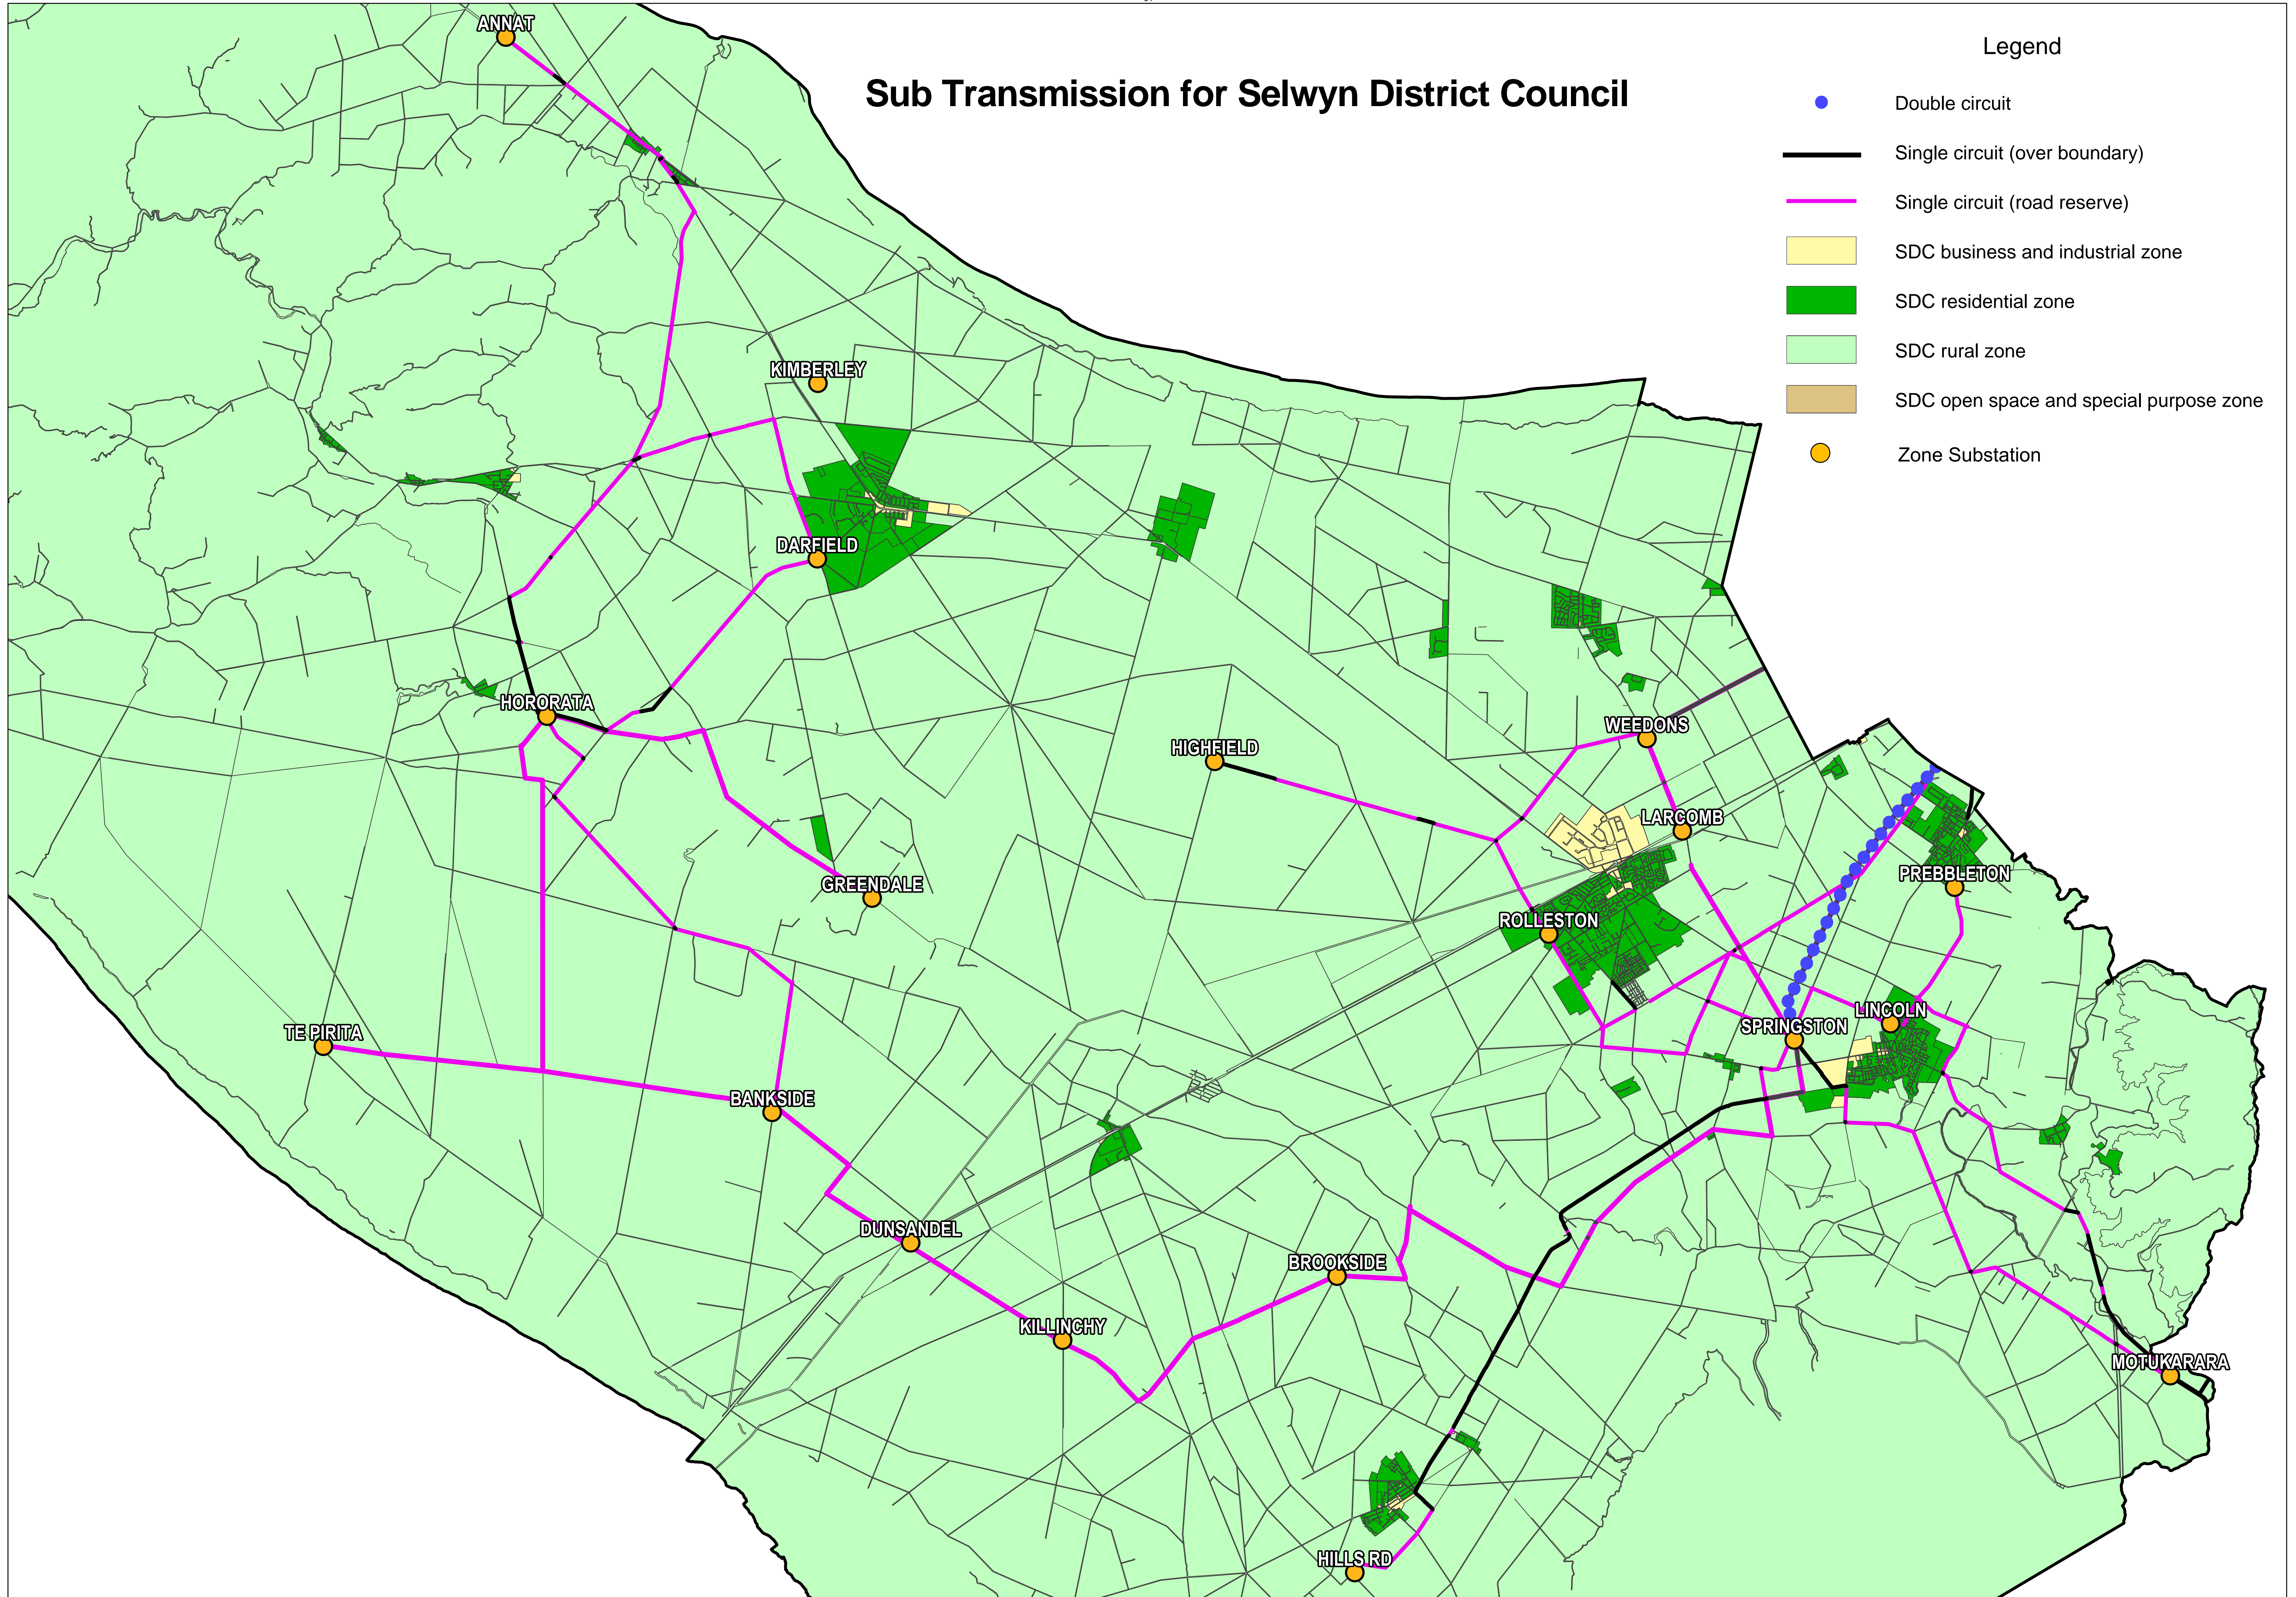 Legend
Sub Transmission for Selwyn District Council
Double circuit
Single circuit (over boundary)
Single circuit (road reserve)
SDC business and industrial zone
SDC residential zone
SDC rural zone
SDC open space and special purpose zone
Zone Substation
ANNAT
KIMBERLEY
DARFIELD
HORORATA
WEEDONS
HIGHFIELD
LARCOMB
PREBBLETON
GREENDALE
ROLLESTON
LINCOLN
SPRINGSTON
TE PIRITA
BANKSIDE
DUNSANDEL
BROOKSIDE
KILLINCHY
MOTUKARARA
HILLS RD